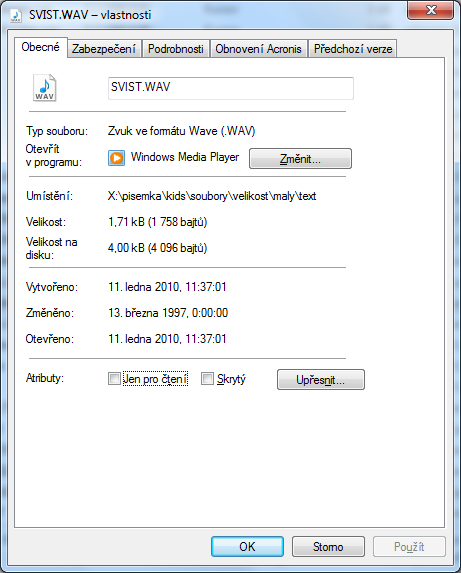 SVIST.WAV – vlastnosti
Obecné Zabezpečení Podrobnosti Obnovení Acronis Předchozí verze
WAV
SVIST.WAV
Typ souboru: Zvuk ve formátu Wave (.WAV)
Otevřít
v programu: Windows Media Player Změnit...
Umístění: X:\pisemka\kids\soubory\velikost\maly\text
Velikost: 1,71 kB (1 758 bajtů)
Velikost na
disku: 4,00 kB (4 096 bajtů)
Vytvořeno: 11. ledna 2010, 11:37:01
Změněno: 13. března 1997, 0:00:00
Otevřeno: 11. ledna 2010, 11:37:01
Atributy: Jen pro čtení Skrytý Upřesnit...
OK Storno Použít